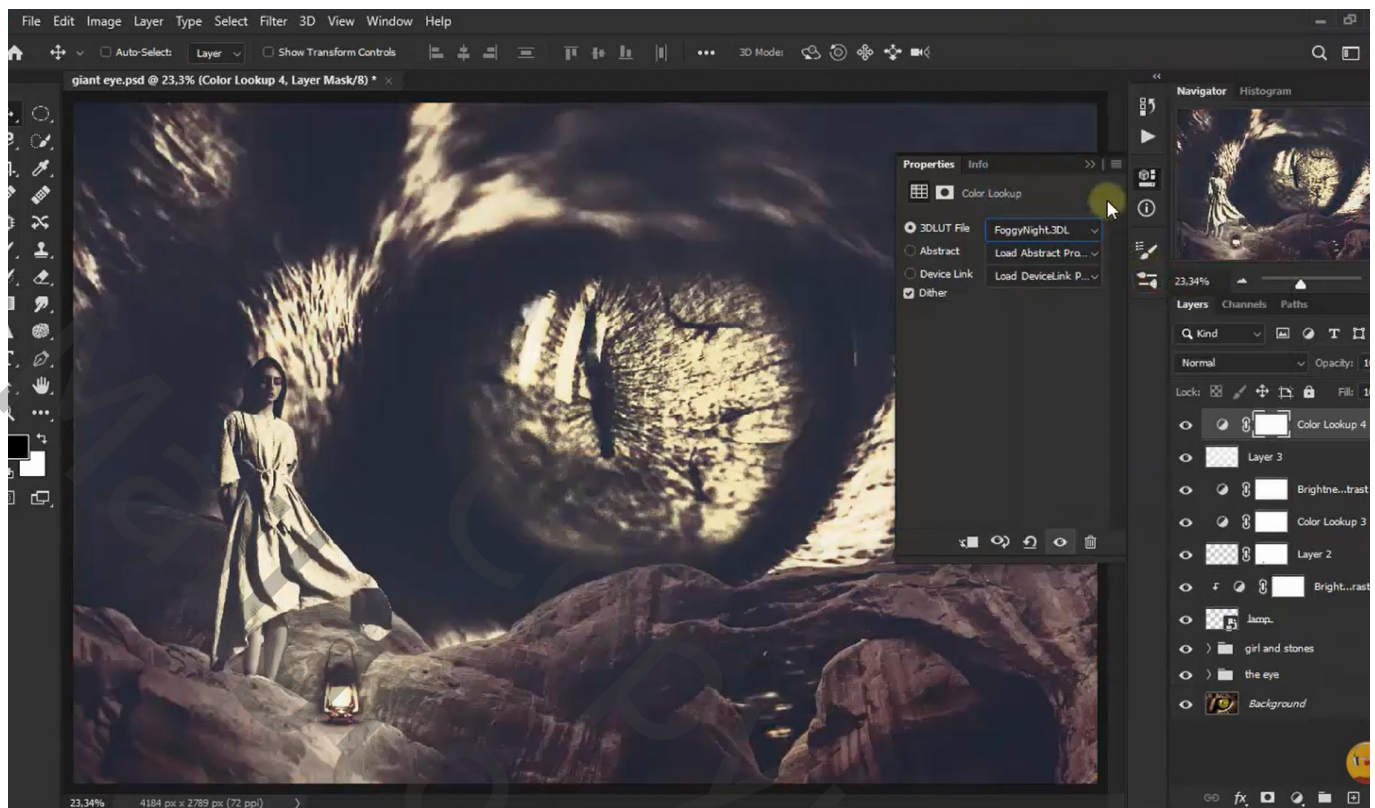 File Edit Image Layer Type Select Filter 3D View Window Help
Auto-Select: Layer Show Transform Controls 3D Mode:
giant eye.psd @ 23,3% (Color Lookup 4, Layer Mask/8) * ×
Navigator Histogram
Properties Info
Color Lookup
3DLUT File FoggyNight.3DL
Abstract Load Abstract Pro...
Device Link Load DeviceLink P...
Dither
23,34%
Layers Channels Paths
Kind
Normal Opacity:
Lock: Fill:
Color Lookup 4
Layer 3
Brightne...trast
Color Lookup 3
Layer 2
Bright...rast
lamp
girl and stones
the eye
Background
23,34% 4184 px x 2789 px (72 ppi)